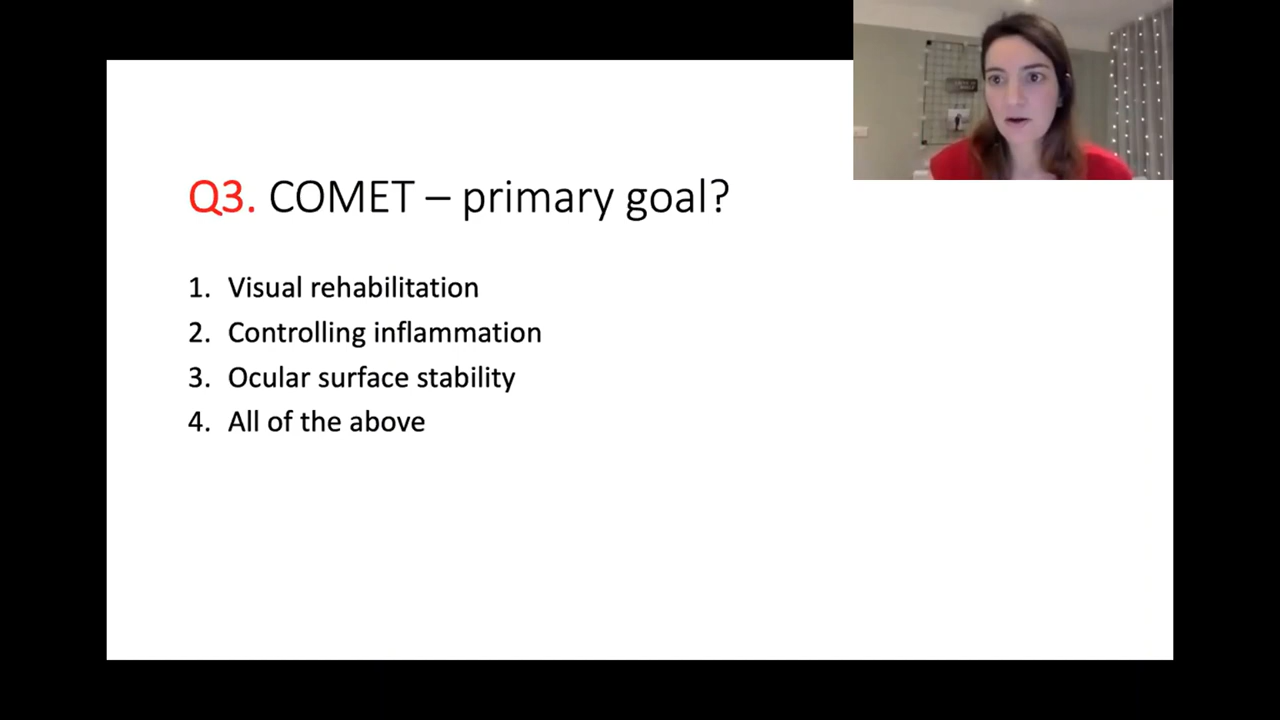 Q3. COMET – primary goal?
1. Visual rehabilitation
2. Controlling inflammation
3. Ocular surface stability
4. All of the above